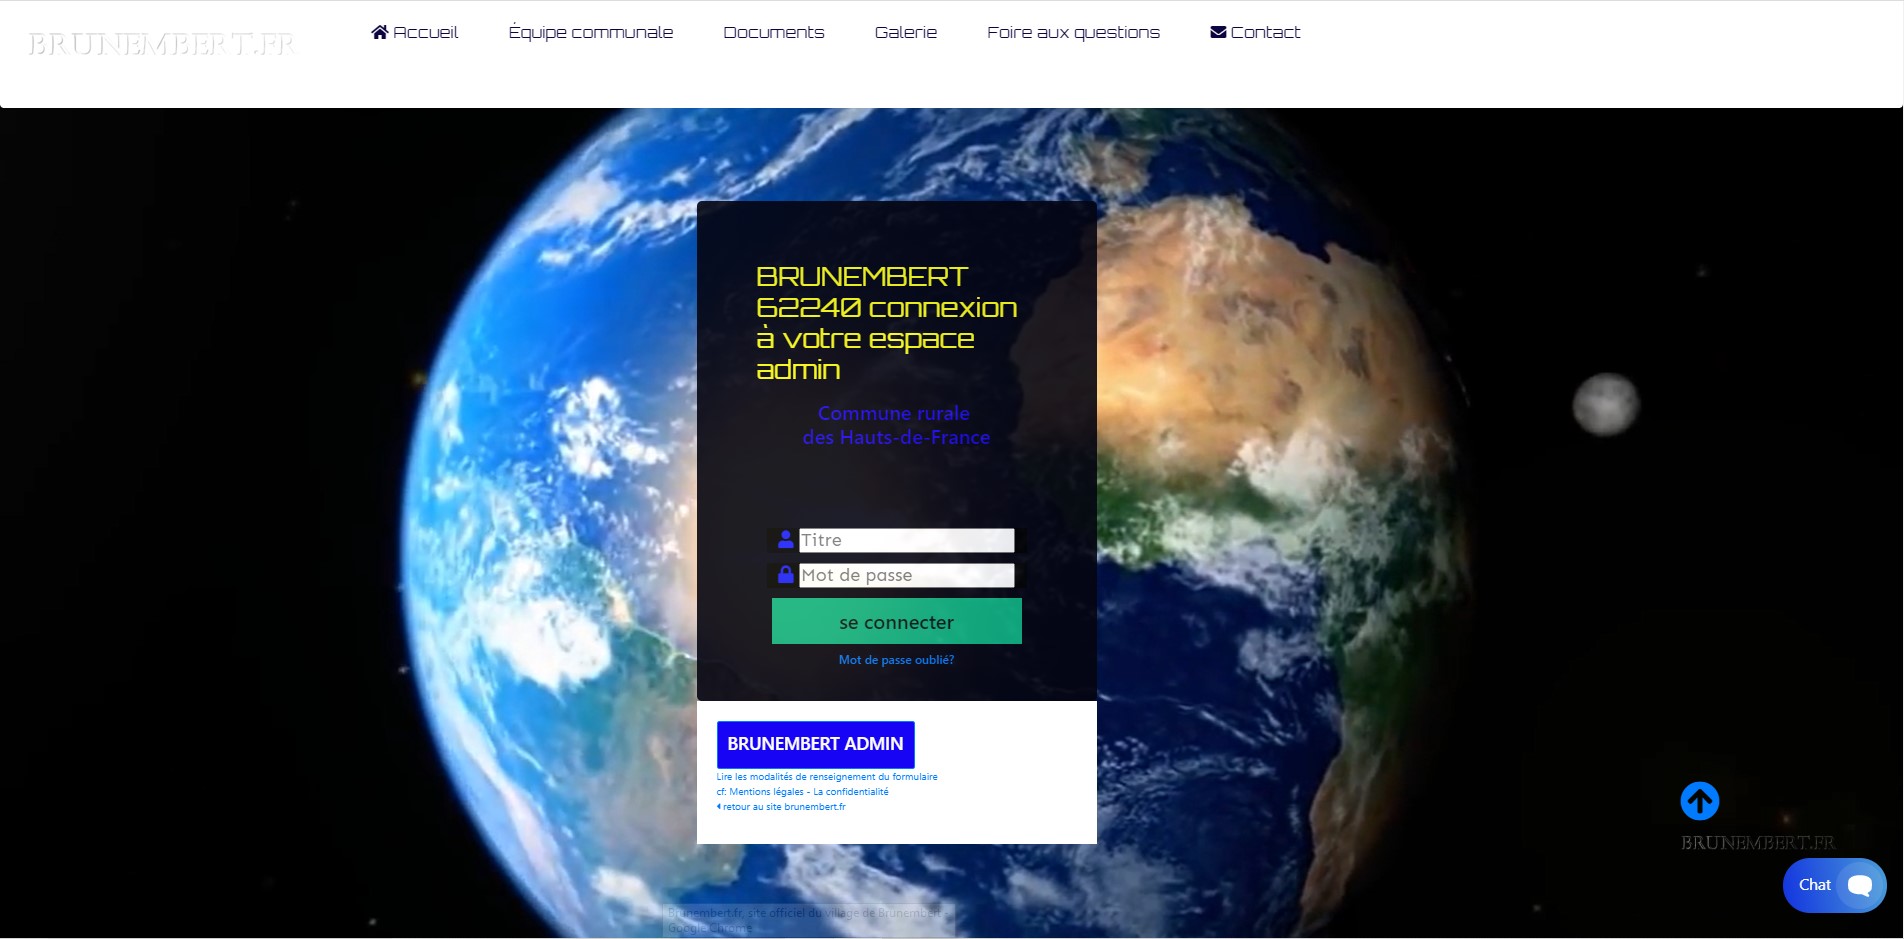 BRUNEMBERT.FR
Accueil
Équipe communale
Documents
Galerie
Foire aux questions
Contact
BRUNEMBERT
62240 connexion
à votre espace
admin
Commune rurale
des Hauts-de-France
Titre
Mot de passe
se connecter
Mot de passe oublié?
BRUNEMBERT ADMIN
Lire les modalités de renseignement du formulaire
cf: Mentions légales - La confidentialité
retour au site brunembert.fr
BRUNEMBERT.FR
Chat
Brunembert.fr, site officiel du village de Brunembert -
Google Chrome